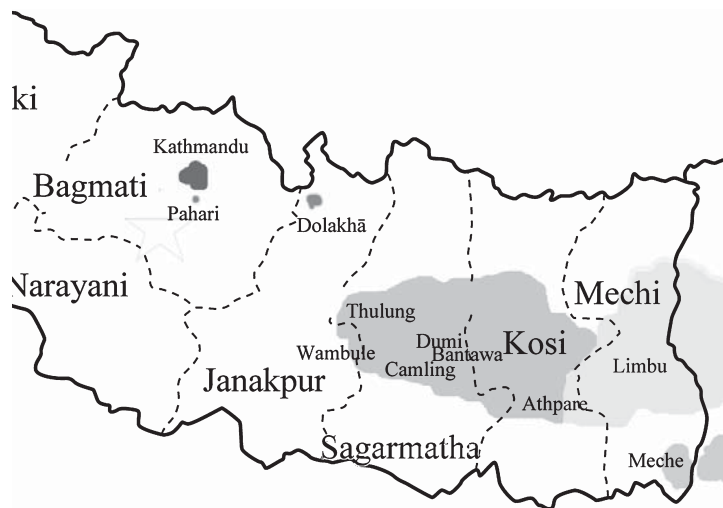 ki
Kathmandu
Bagmati
Pahari
Dolakhā
Narayani
Mechi
Thulung
Kosi
Dumi
Wambule
Bantawa
Limbu
Camling
Janakpur
Athpare
Sagarmatha
Meche